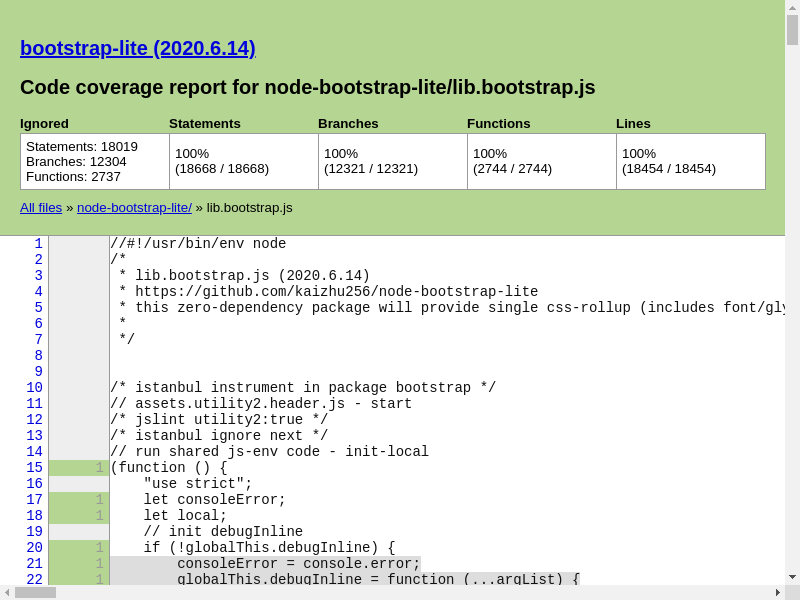 bootstrap-lite (2020.6.14)
Code coverage report for node-bootstrap-lite/lib.bootstrap.js
Ignored Statements Branches Functions Lines
Statements: 18019
Branches: 12304
Functions: 2737
100%
(18668 / 18668)
100%
(12321 / 12321)
100%
(2744 / 2744)
100%
(18454 / 18454)
All files » node-bootstrap-lite/ » lib.bootstrap.js
1 //#!/usr/bin/env node
2 /*
3  * lib.bootstrap.js (2020.6.14)
4  * https://github.com/kaizhu256/node-bootstrap-lite
5  * this zero-dependency package will provide single css-rollup (includes font/gly
6  *
7  */
8
9
10 /* istanbul instrument in package bootstrap */
11 // assets.utility2.header.js - start
12 /* jslint utility2:true */
13 /* istanbul ignore next */
14 // run shared js-env code - init-local
15 1 (function () {
16     "use strict";
17 1     let consoleError;
18 1     let local;
19     // init debugInline
20 1     if (!globalThis.debugInline) {
21 1         consoleError = console.error;
22 1         globalThis.debugInline = function (...argList) {